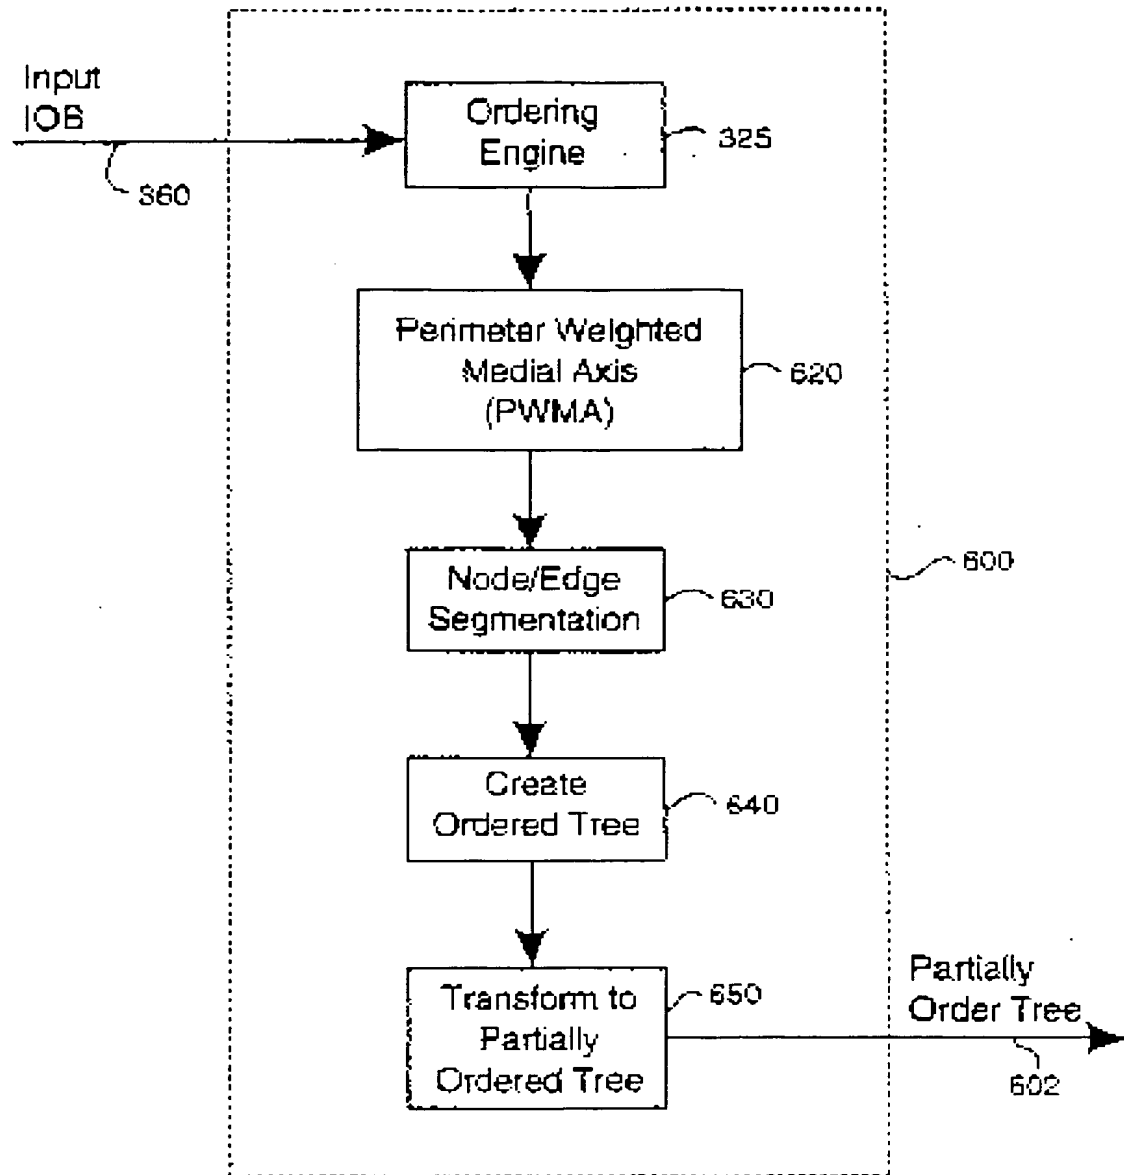 Input
IOB
360
Ordering
Engine
325
Perimeter Weighted
Medial Axis
(PWMA)
620
600
Node/Edge
Segmentation
630
Create
Ordered Tree
640
Transform to
Partially
Ordered Tree
650
Partially
Order Tree
602